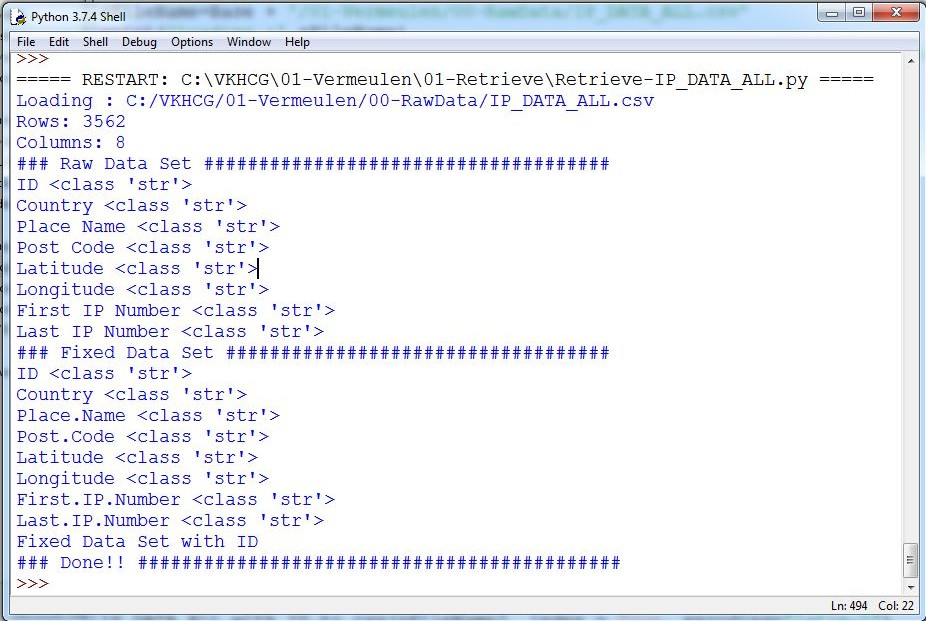 Python 3.7.4 Shell
File Edit Shell Debug Options Window Help
>>>
===== RESTART: C:\VKHCG\01-Vermeulen\01-Retrieve\Retrieve-IP_DATA_ALL.py =====
Loading : C:/VKHCG/01-Vermeulen/00-RawData/IP_DATA_ALL.csv
Rows: 3562
Columns: 8
### Raw Data Set #####################################
ID <class 'str'>
Country <class 'str'>
Place Name <class 'str'>
Post Code <class 'str'>
Latitude <class 'str'>
Longitude <class 'str'>
First IP Number <class 'str'>
Last IP Number <class 'str'>
### Fixed Data Set ###################################
ID <class 'str'>
Country <class 'str'>
Place.Name <class 'str'>
Post.Code <class 'str'>
Latitude <class 'str'>
Longitude <class 'str'>
First.IP.Number <class 'str'>
Last.IP.Number <class 'str'>
Fixed Data Set with ID
### Done!! ############################################
>>>
Ln: 494 Col: 22